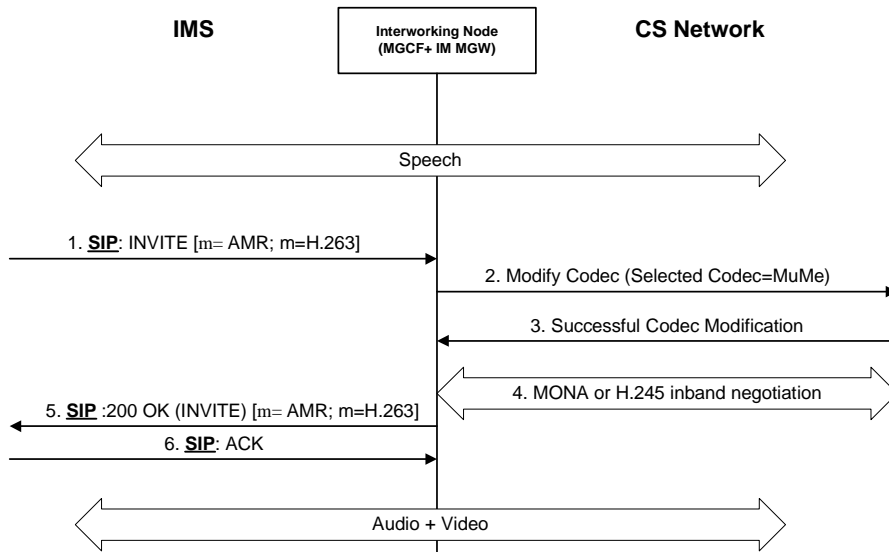 IMS
Interworking Node
(MGCF+ IM MGW)
CS Network
Speech
1. SIP: INVITE [m= AMR; m=H.263]
2. Modify Codec (Selected Codec=MuMe)
3. Successful Codec Modification
4. MONA or H.245 inband negotiation
5. SIP :200 OK (INVITE) [m= AMR; m=H.263]
6. SIP: ACK
Audio + Video